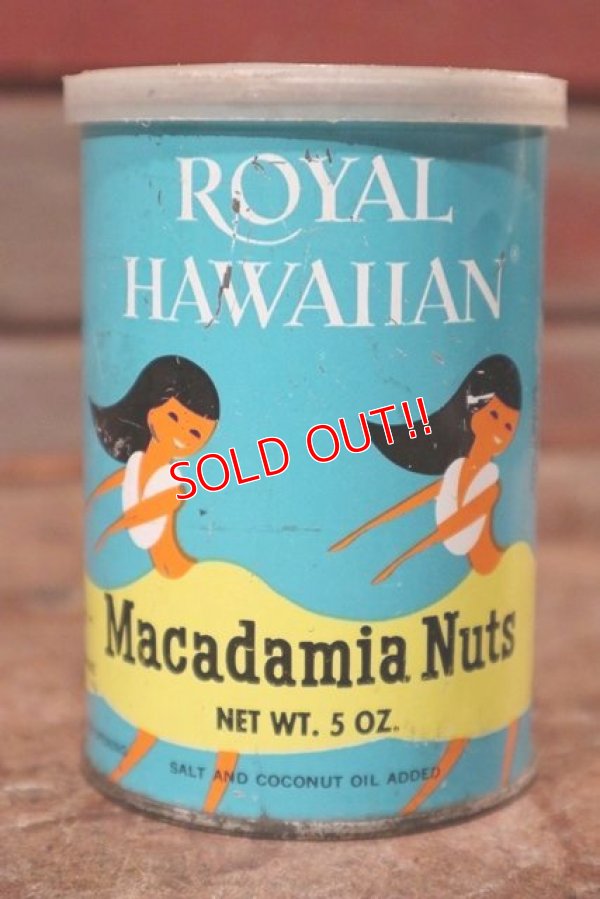 ROYAL
HAWAIIAN®
SOLD OUT!!
Macadamia Nuts
NET WT. 5 OZ.
SALT AND COCONUT OIL ADDED